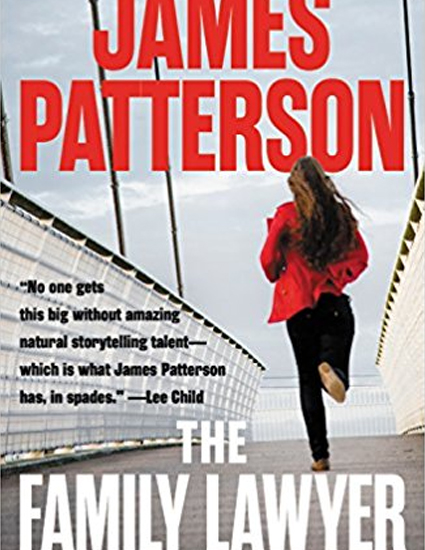 JAMES
PATTERSON
“No one gets
this big without amazing
natural storytelling talent—
which is what James Patterson
has, in spades.” —Lee Child
THE
FAMILY LAWYER